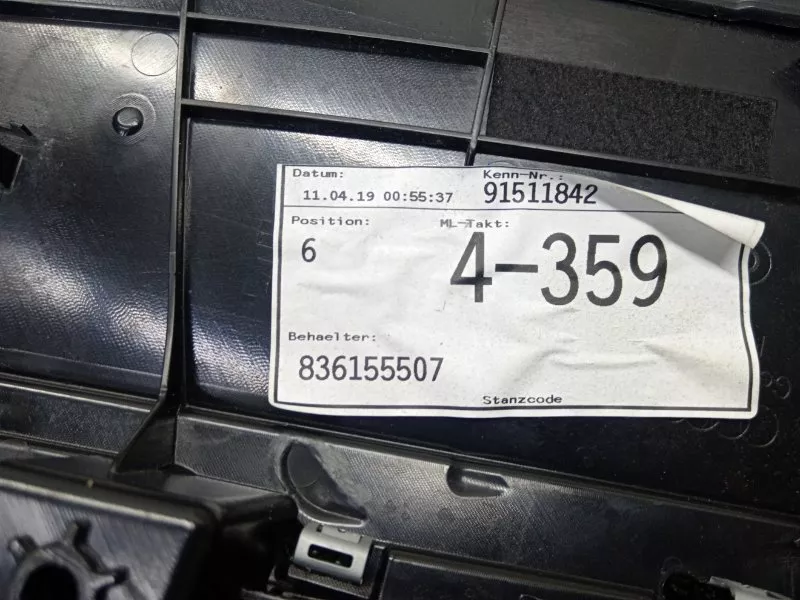 Datum: Kenn-Nr.:
11.04.19 00:55:37 91511842
Position: ML-Takt:
6 4-359
Behaelter:
836155507
Stanzcode